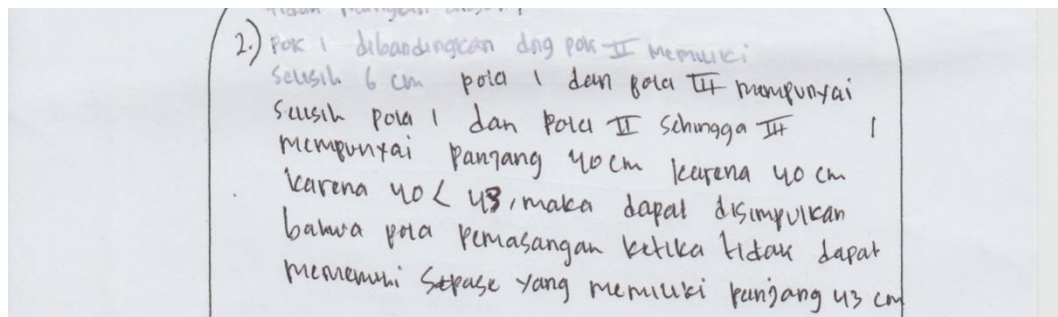 2.) Pok 1 dibandingkan dng pok II memiliki
Selisih 6 cm pola 1 dan pola III mempunyai
Selisih pola 1 dan Pola II sehingga III 1
mempunyai panjang 40 cm karena 40 cm
karena 40 < 43, maka dapat disimpulkan
bahwa pola pemasangan ketika tidak dapat
memenuhi yang memiliki panjang 43 cm